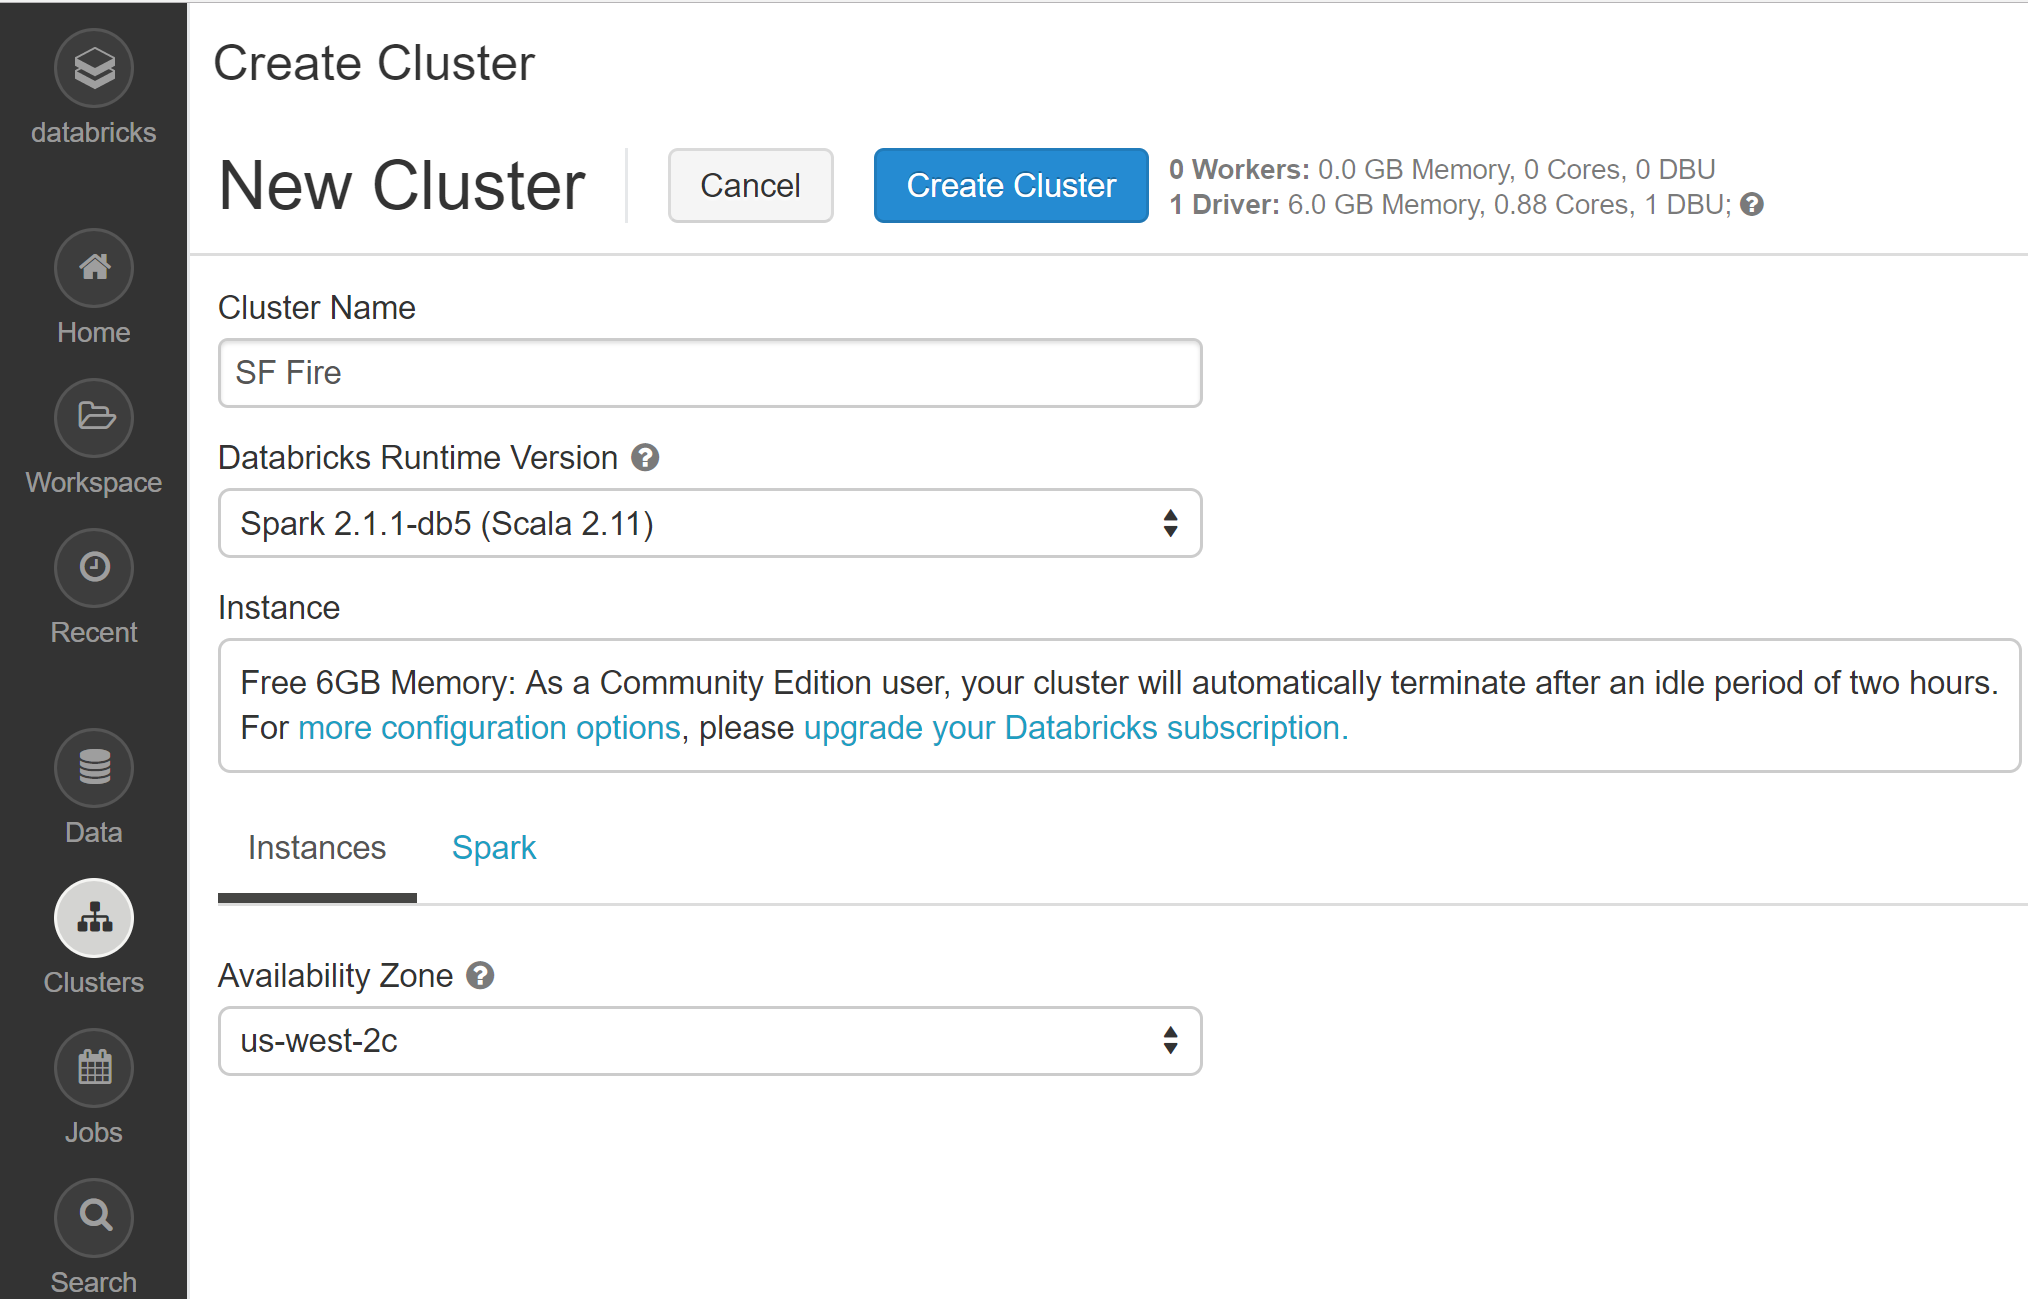 databricks
Home
Workspace
Recent
Data
Clusters
Jobs
Search
Create Cluster
New Cluster
Cancel
Create Cluster
0 Workers: 0.0 GB Memory, 0 Cores, 0 DBU
1 Driver: 6.0 GB Memory, 0.88 Cores, 1 DBU; ?
Cluster Name
SF Fire
Databricks Runtime Version ?
Spark 2.1.1-db5 (Scala 2.11)
Instance
Free 6GB Memory: As a Community Edition user, your cluster will automatically terminate after an idle period of two hours.
For more configuration options, please upgrade your Databricks subscription.
Instances
Spark
Availability Zone ?
us-west-2c